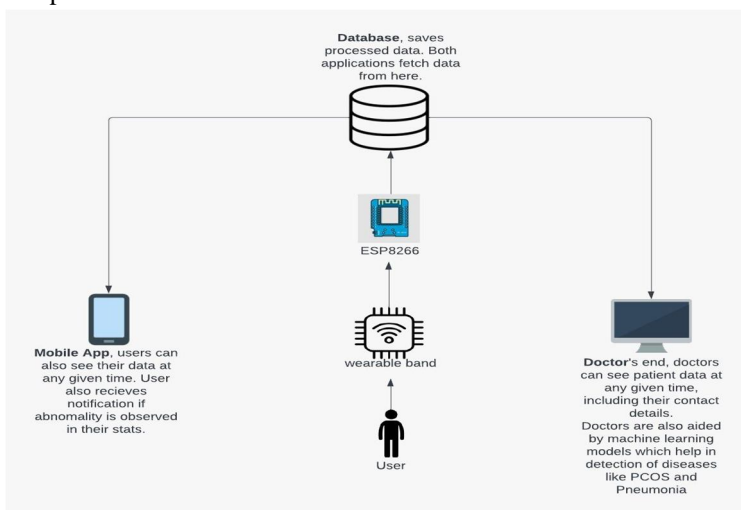 Database, saves
processed data. Both
applications fetch data
from here.
ESP8266
wearable band
User
Mobile App, users can
also see their data at
any given time. User
also recieves
notification if
abnomality is observed
in their stats.
Doctor's end, doctors
can see patient data at
any given time,
including their contact
details.
Doctors are also aided
by machine learning
models which help in
detection of diseases
like PCOS and
Pneumonia